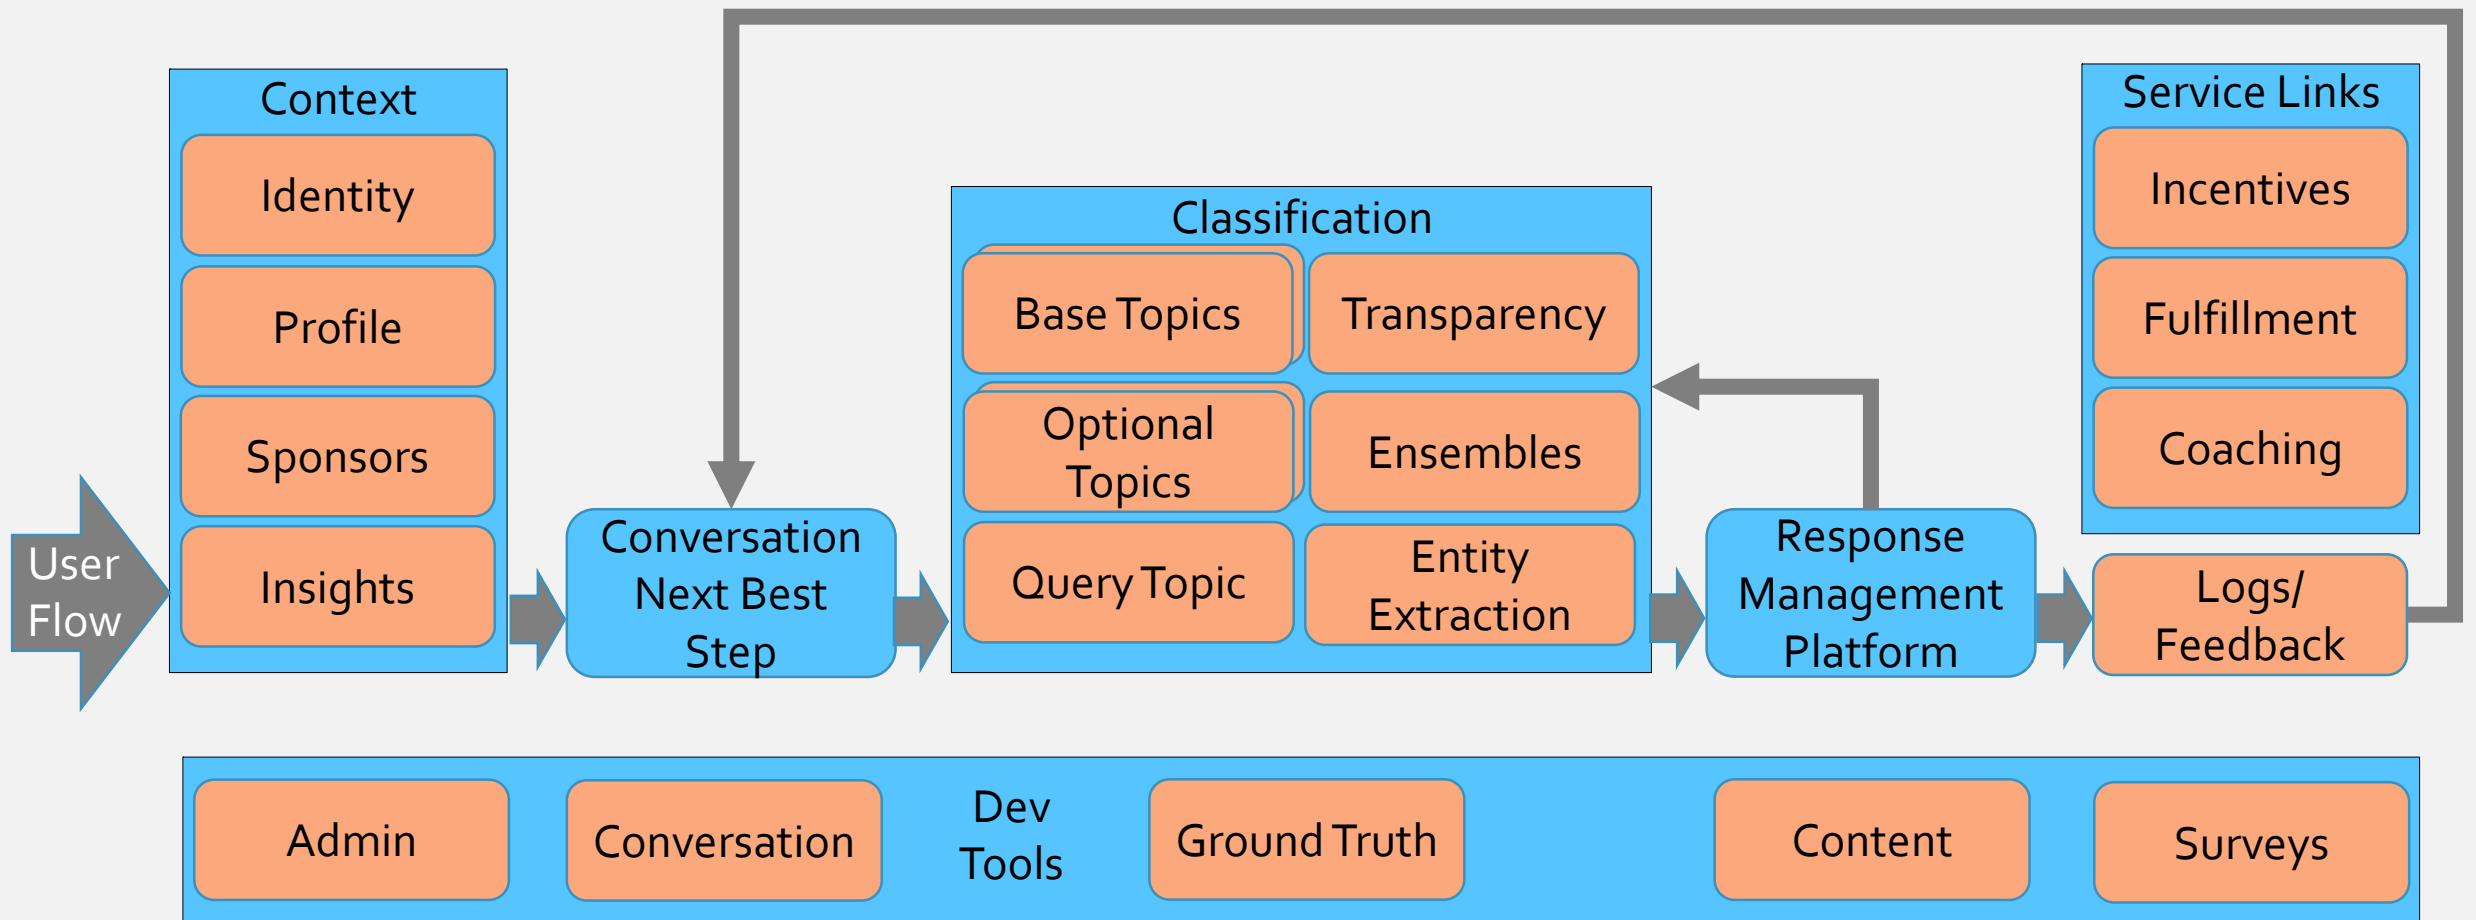 User
Flow
Context
Identity
Profile
Sponsors
Insights
Conversation
Next Best
Step
Classification
Base Topics
Transparency
Optional
Topics
Ensembles
Query Topic
Entity
Extraction
Response
Management
Platform
Service Links
Incentives
Fulfillment
Coaching
Logs/
Feedback
Admin
Conversation
Dev
Tools
Ground Truth
Content
Surveys